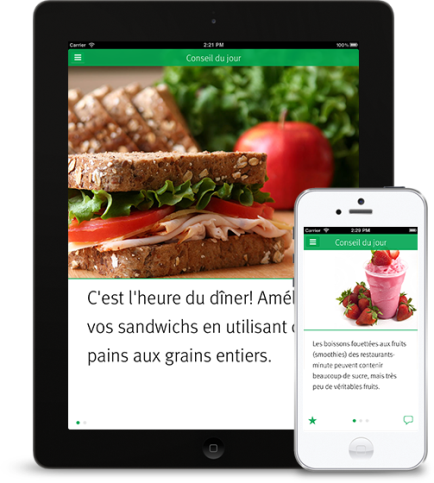 Carrier
2:21 PM
100%
Conseil du jour
C'est l'heure du dîner! Amél
vos sandwichs en utilisant
pains aux grains entiers.
Carrier
2:29 PM
Conseil du jour
Les boissons fouettées aux fruits
(smoothies) des restaurants-
minute peuvent contenir
beaucoup de sucre, mais très
peu de véritables fruits.